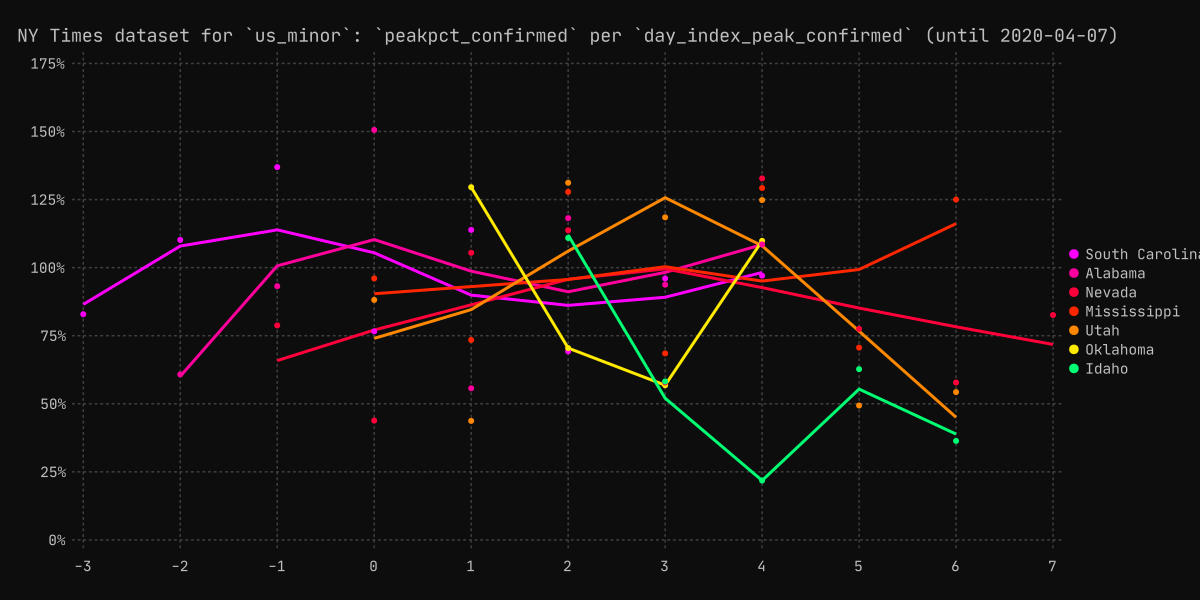 NY Times dataset for `us_minor`: `peakpct_confirmed` per `day_index_peak_confirmed` (until 2020-04-07)
175%
150%
125%
100%
75%
50%
25%
0%
-3 -2 -1 0 1 2 3 4 5 6 7
South Carolina
Alabama
Nevada
Mississippi
Utah
Oklahoma
Idaho